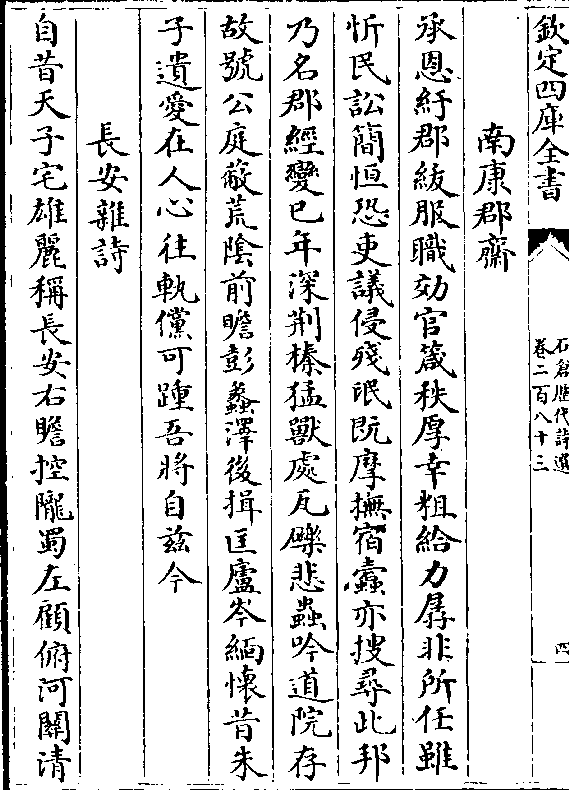 欽定四庫全書
石倉歷代詩選
卷二百八十三
四
南康郡齋
承恩紆郡紱服職効官箴秩厚幸粗給力孱非所任雖
忻民訟簡恒恐吏議侵殘氓既摩撫宿蠹亦搜尋此邦
乃名郡經變已年深荆榛猛獸處瓦礫悲蟲吟道院存
故號公庭蔽荒陰前瞻彭蠡澤後揖匡廬岑緬懷昔朱
子遺愛在人心往軌儻可踵吾將自兹今
長安雜詩
自昔天子宅雄麗稱長安右瞻控隴蜀左顧俯河關清